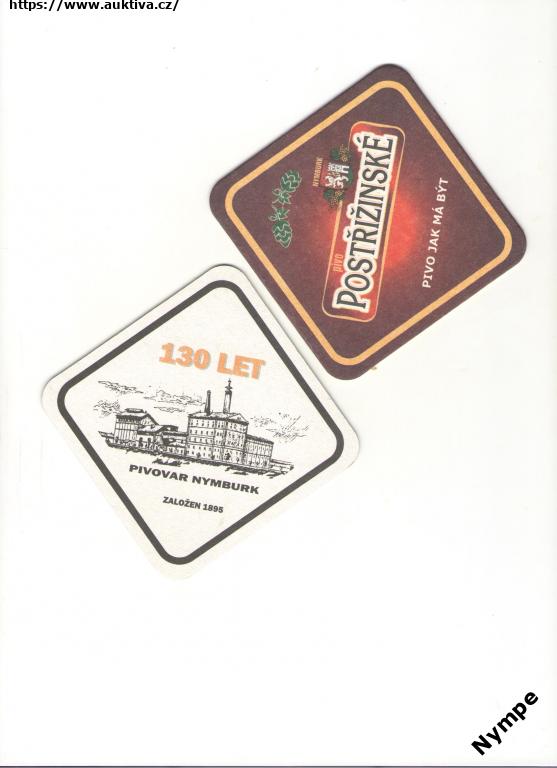 https://www.auktiva.cz/
NYMBURK
pivo
POSTŘIŽINSKÉ
PIVO JAK MÁ BÝT
130 LET
PIVOVAR NYMBURK
ZALOŽEN 1895
Nympe